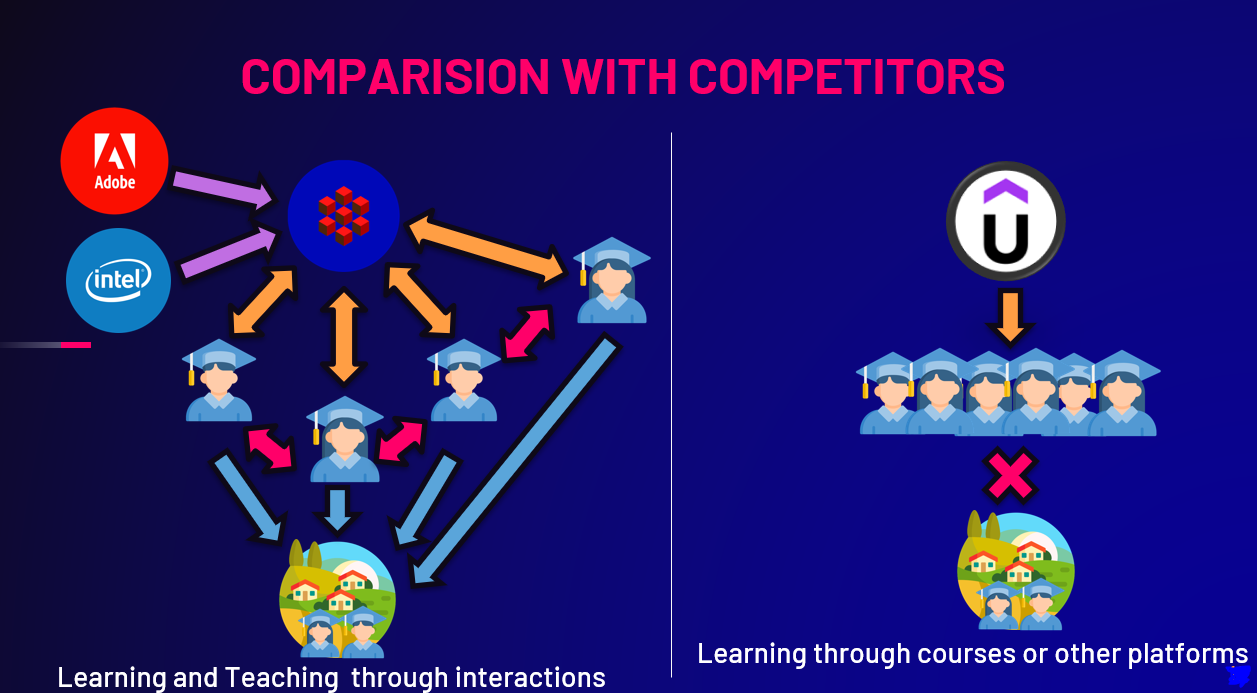 COMPARISION WITH COMPETITORS
Adobe
intel
Learning and Teaching through interactions
Learning through courses or other platforms